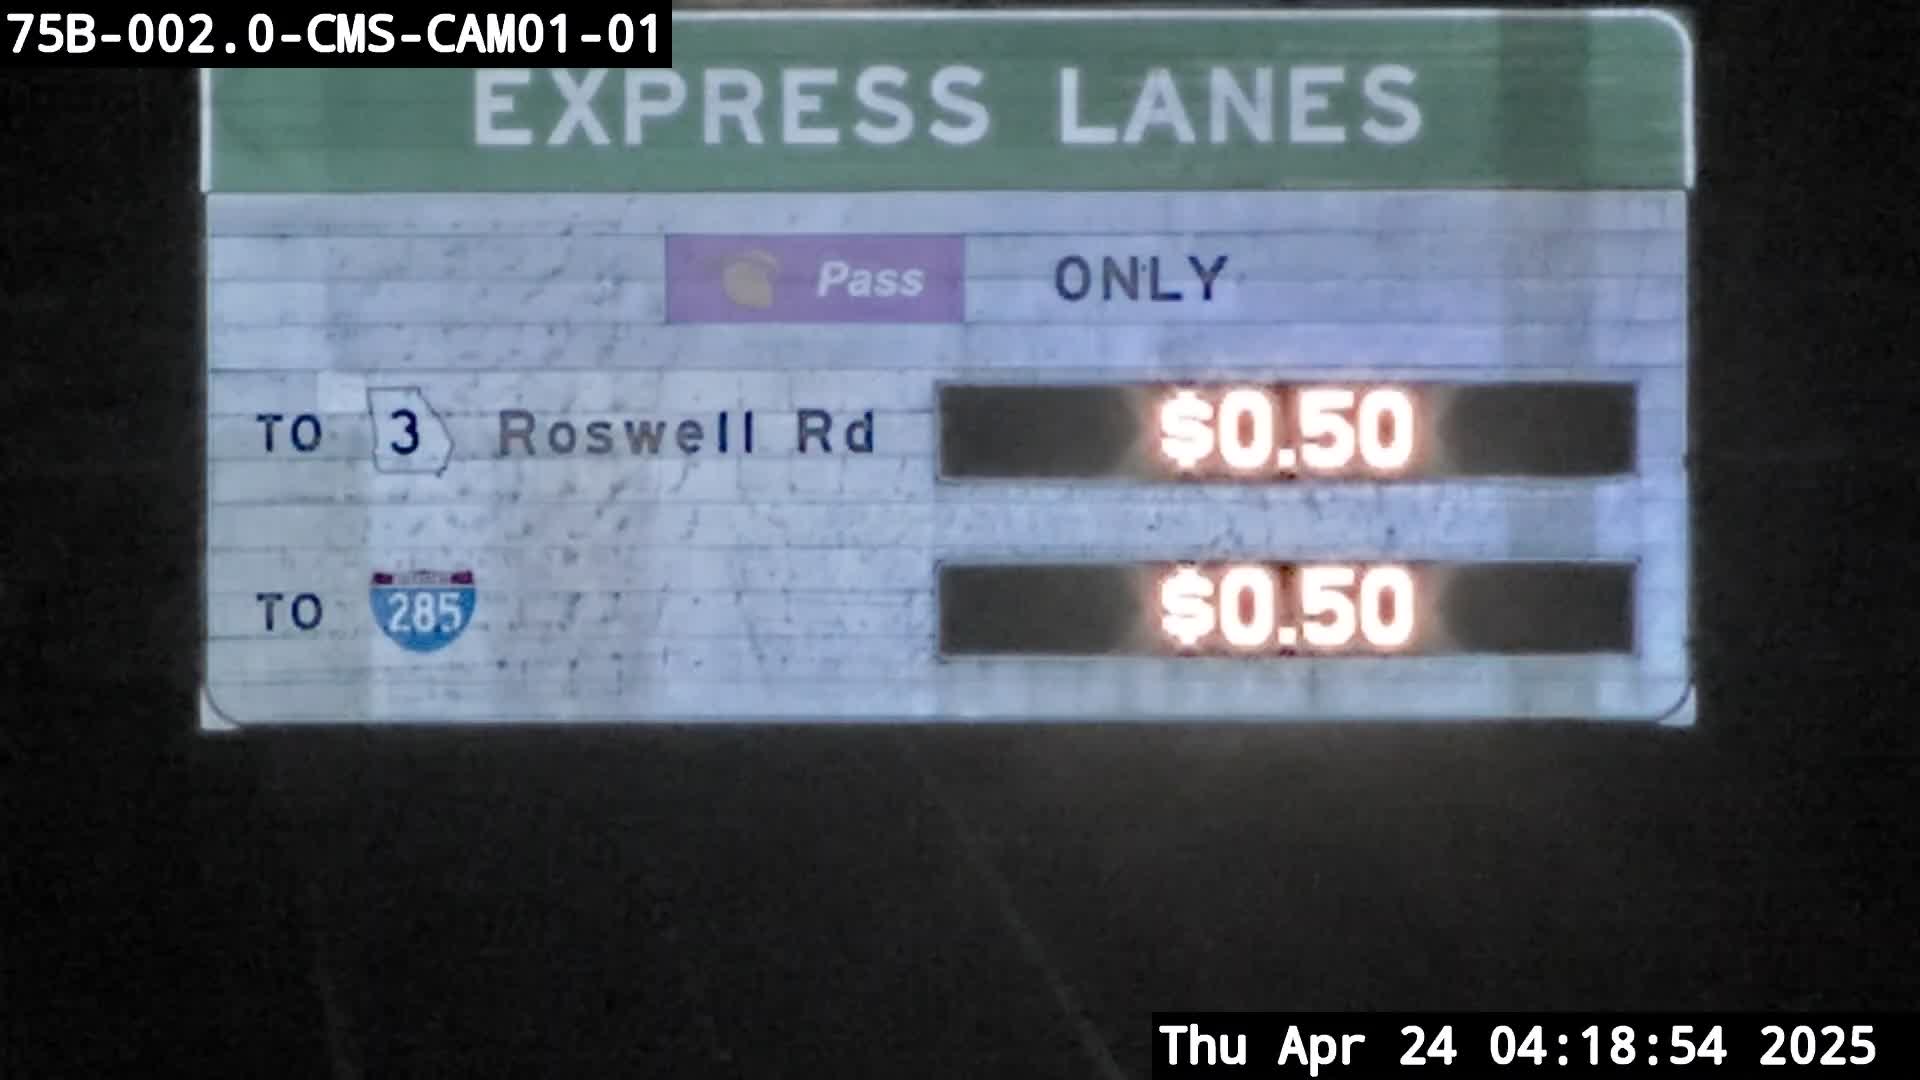 75B-002.0-CMS-CAM01-01
EXPRESS LANES
Pass ONLY
TO 3 Roswell Rd $0.50
TO 285 $0.50
Thu Apr 24 04:18:54 2025